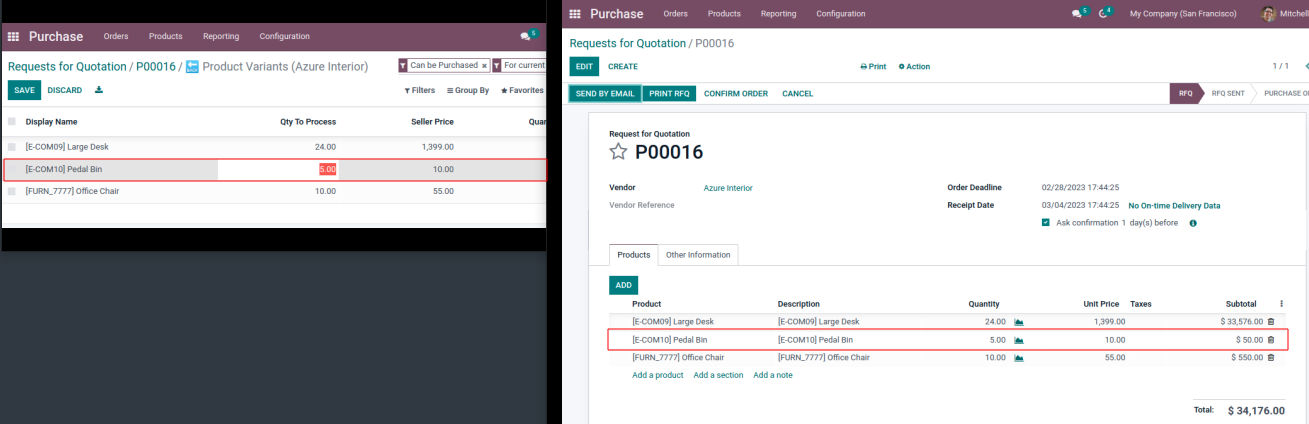 Purchase Orders Products Reporting Configuration 5
Requests for Quotation / P00016 / Product Variants (Azure Interior) Can be Purchased × For current
SAVE DISCARD Filters Group By Favorites
Display Name Qty To Process Seller Price Quan
[E-COM09] Large Desk 24.00 1,399.00
[E-COM10] Pedal Bin 5.00 10.00
[FURN_7777] Office Chair 10.00 55.00
Purchase Orders Products Reporting Configuration 5 4 My Company (San Francisco) Mitchell
Requests for Quotation / P00016
EDIT CREATE Print Action 1 / 1
SEND BY EMAIL PRINT RFQ CONFIRM ORDER CANCEL RFQ RFQ SENT PURCHASE O
Request for Quotation
P00016
Vendor Azure Interior Order Deadline 02/28/2023 17:44:25
Vendor Reference Receipt Date 03/04/2023 17:44:25 No On-time Delivery Data
Ask confirmation 1 day(s) before
Products Other Information
ADD
Product Description Quantity Unit Price Taxes Subtotal
[E-COM09] Large Desk [E-COM09] Large Desk 24.00 1,399.00 $ 33,576.00
[E-COM10] Pedal Bin [E-COM10] Pedal Bin 5.00 10.00 $ 50.00
[FURN_7777] Office Chair [FURN_7777] Office Chair 10.00 55.00 $ 550.00
Add a product Add a section Add a note
Total: $ 34,176.00